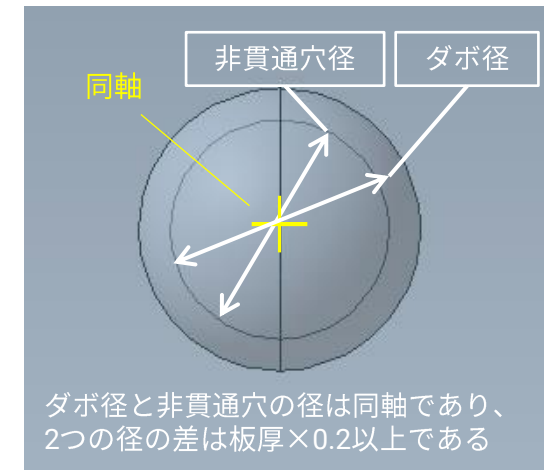 非貫通穴径
ダボ径
同軸
ダボ径と非貫通穴の径は同軸であり、
2つの径の差は板厚×0.2以上である